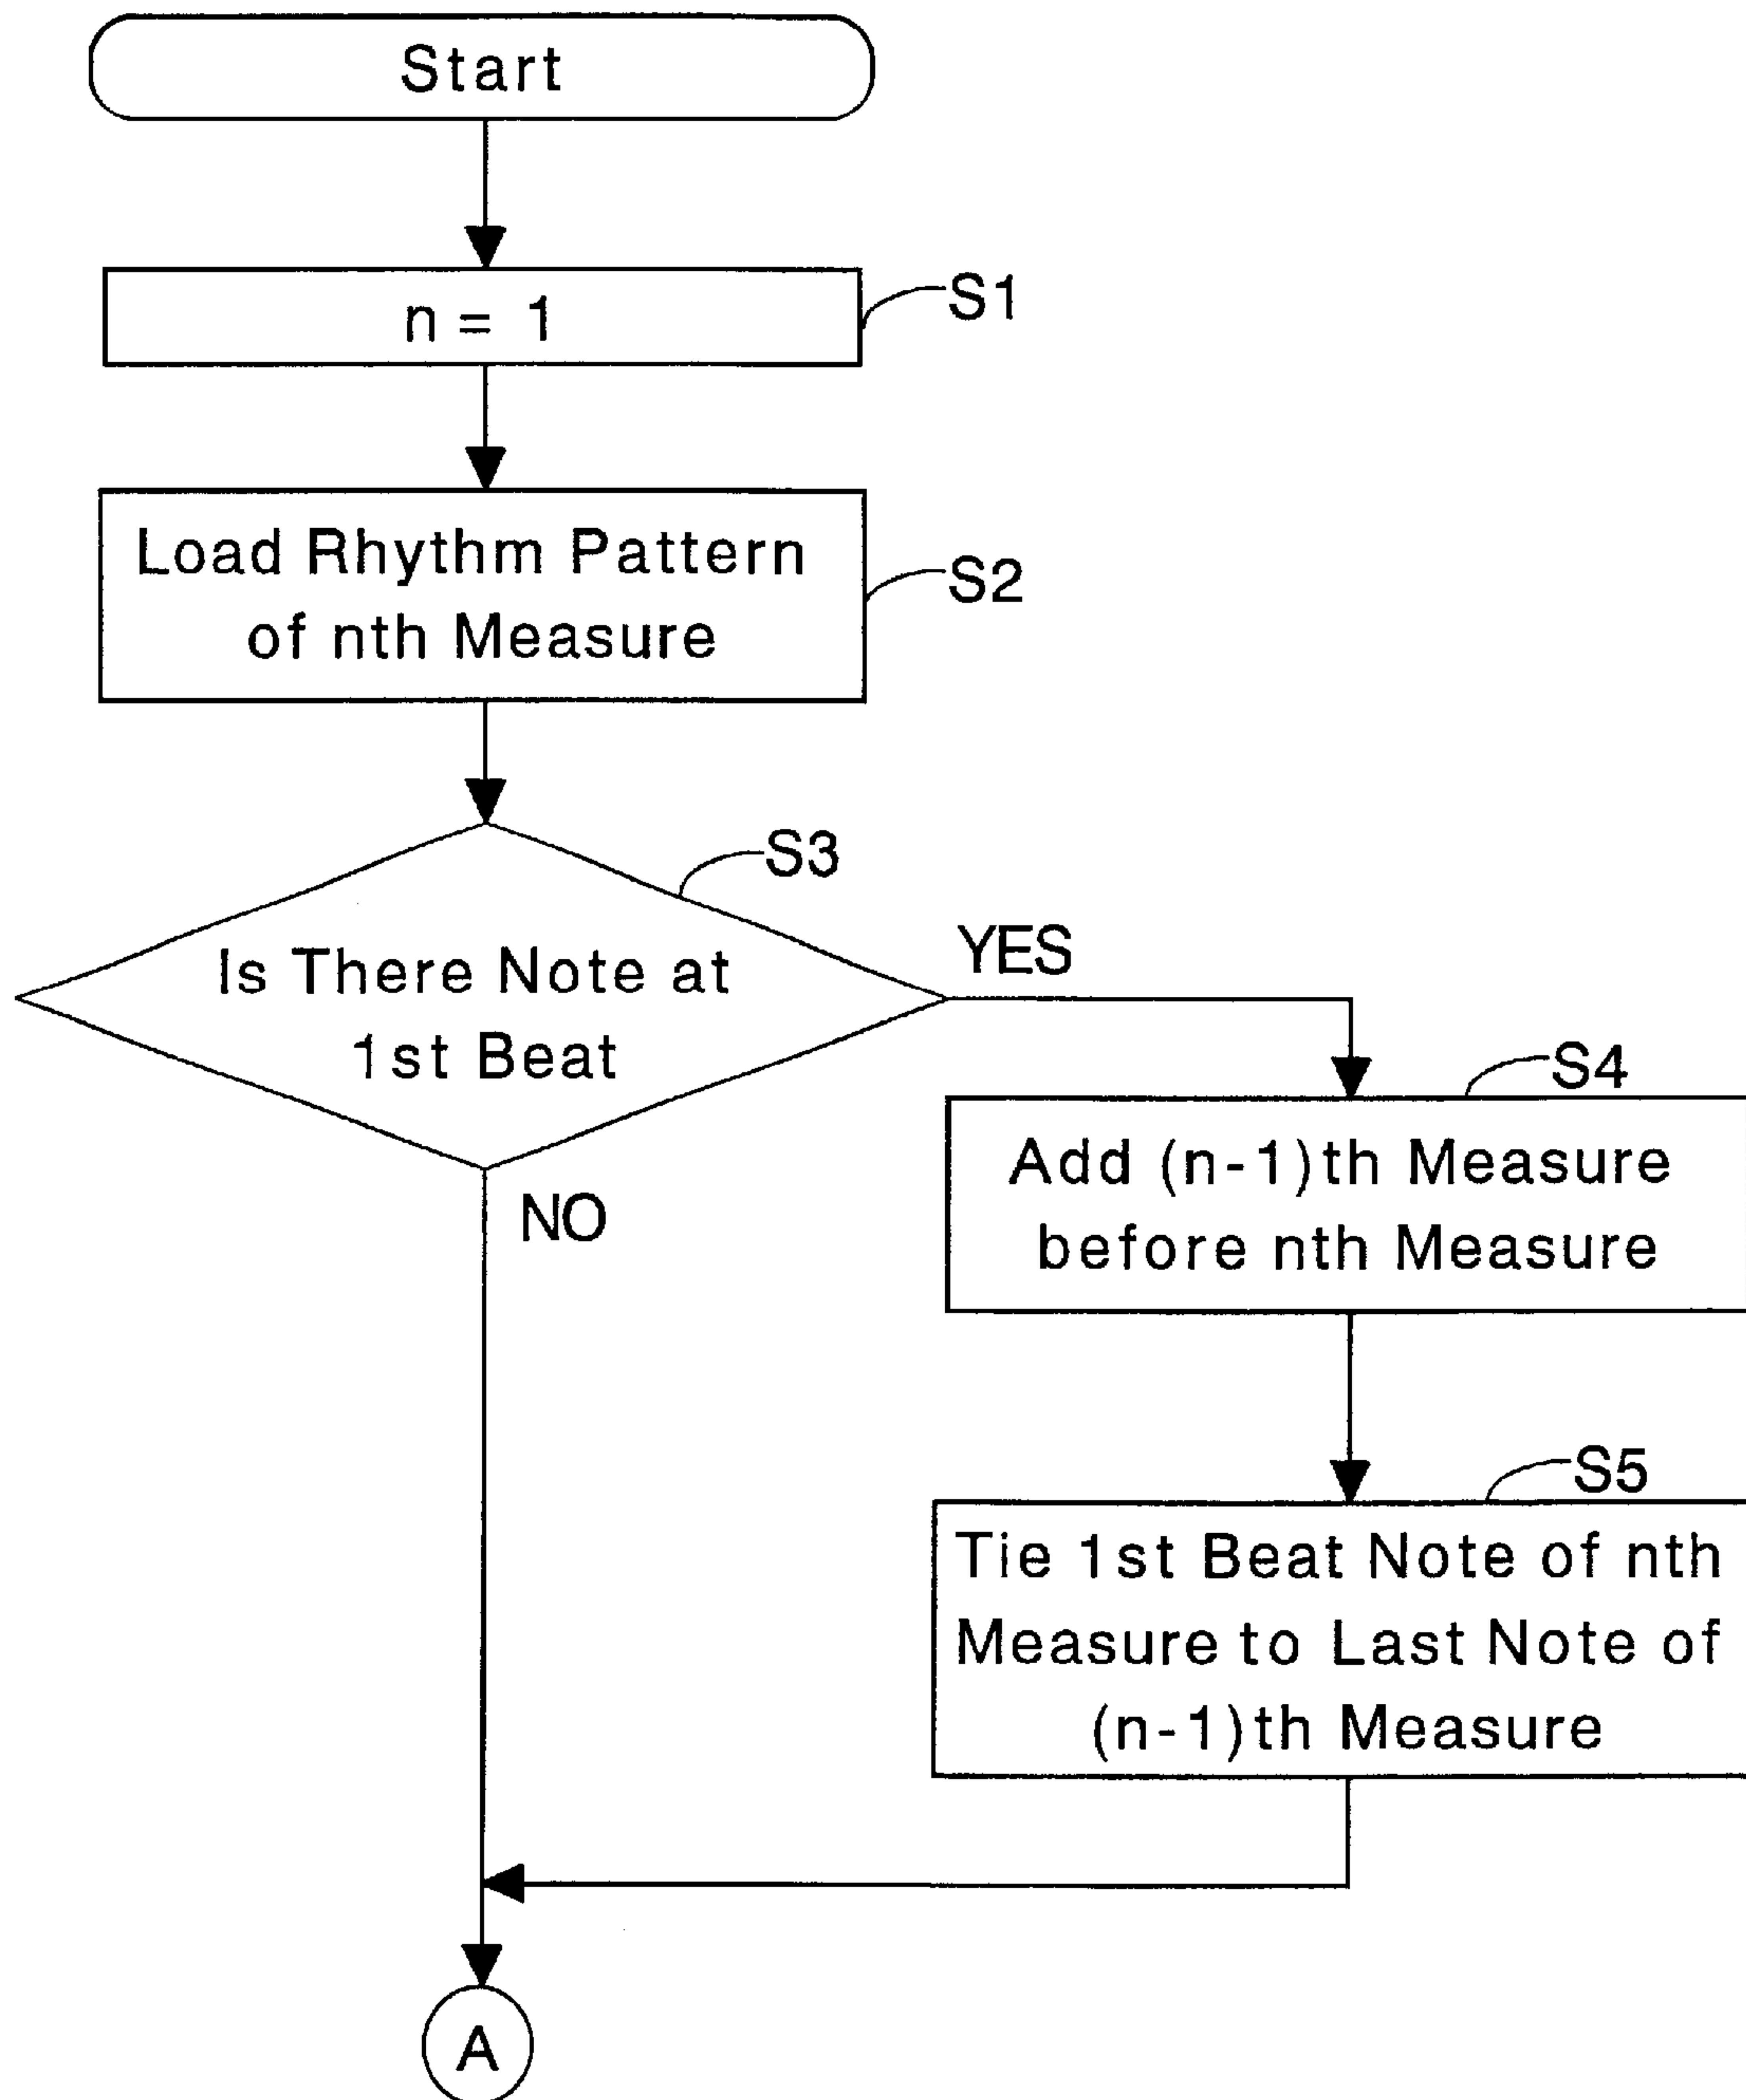 Start
n = 1
S1
Load Rhythm Pattern
of nth Measure
S2
S3
Is There Note at
1st Beat
YES
NO
S4
Add (n-1)th Measure
before nth Measure
S5
Tie 1st Beat Note of nth
Measure to Last Note of
(n-1)th Measure
A